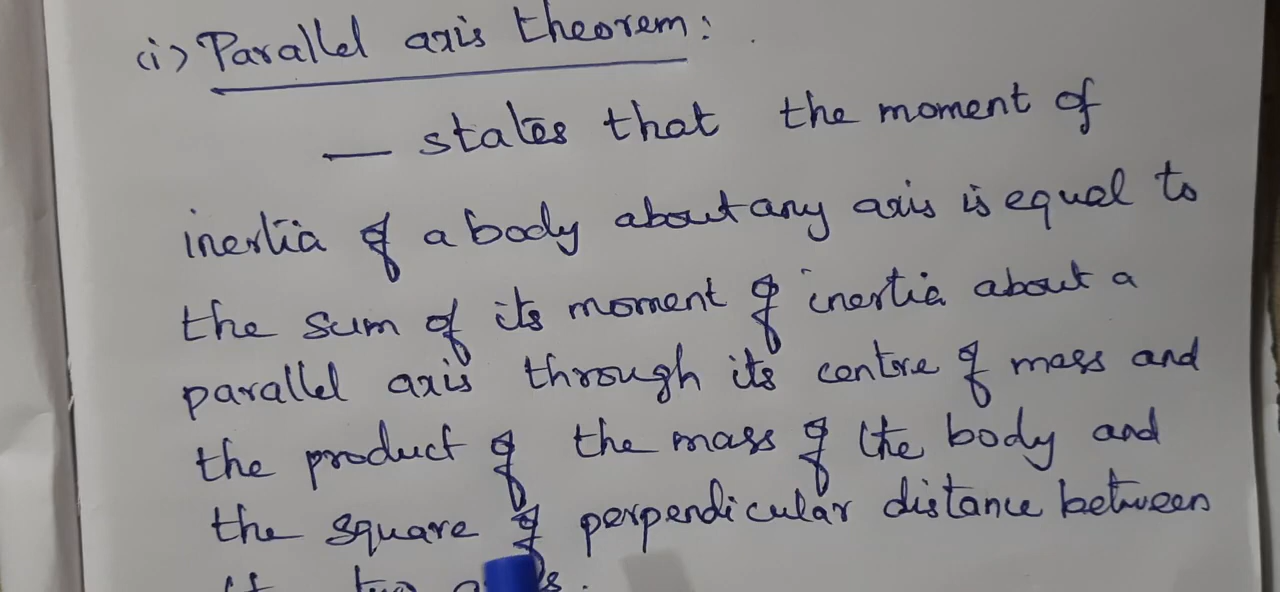 (i) Parallel axis theorem:
— states that the moment of
inertia of a body about any axis is equal to
the sum of its moment of inertia about a
parallel axis through its centre of mass and
the product of the mass of the body and
the square of perpendicular distance between
two